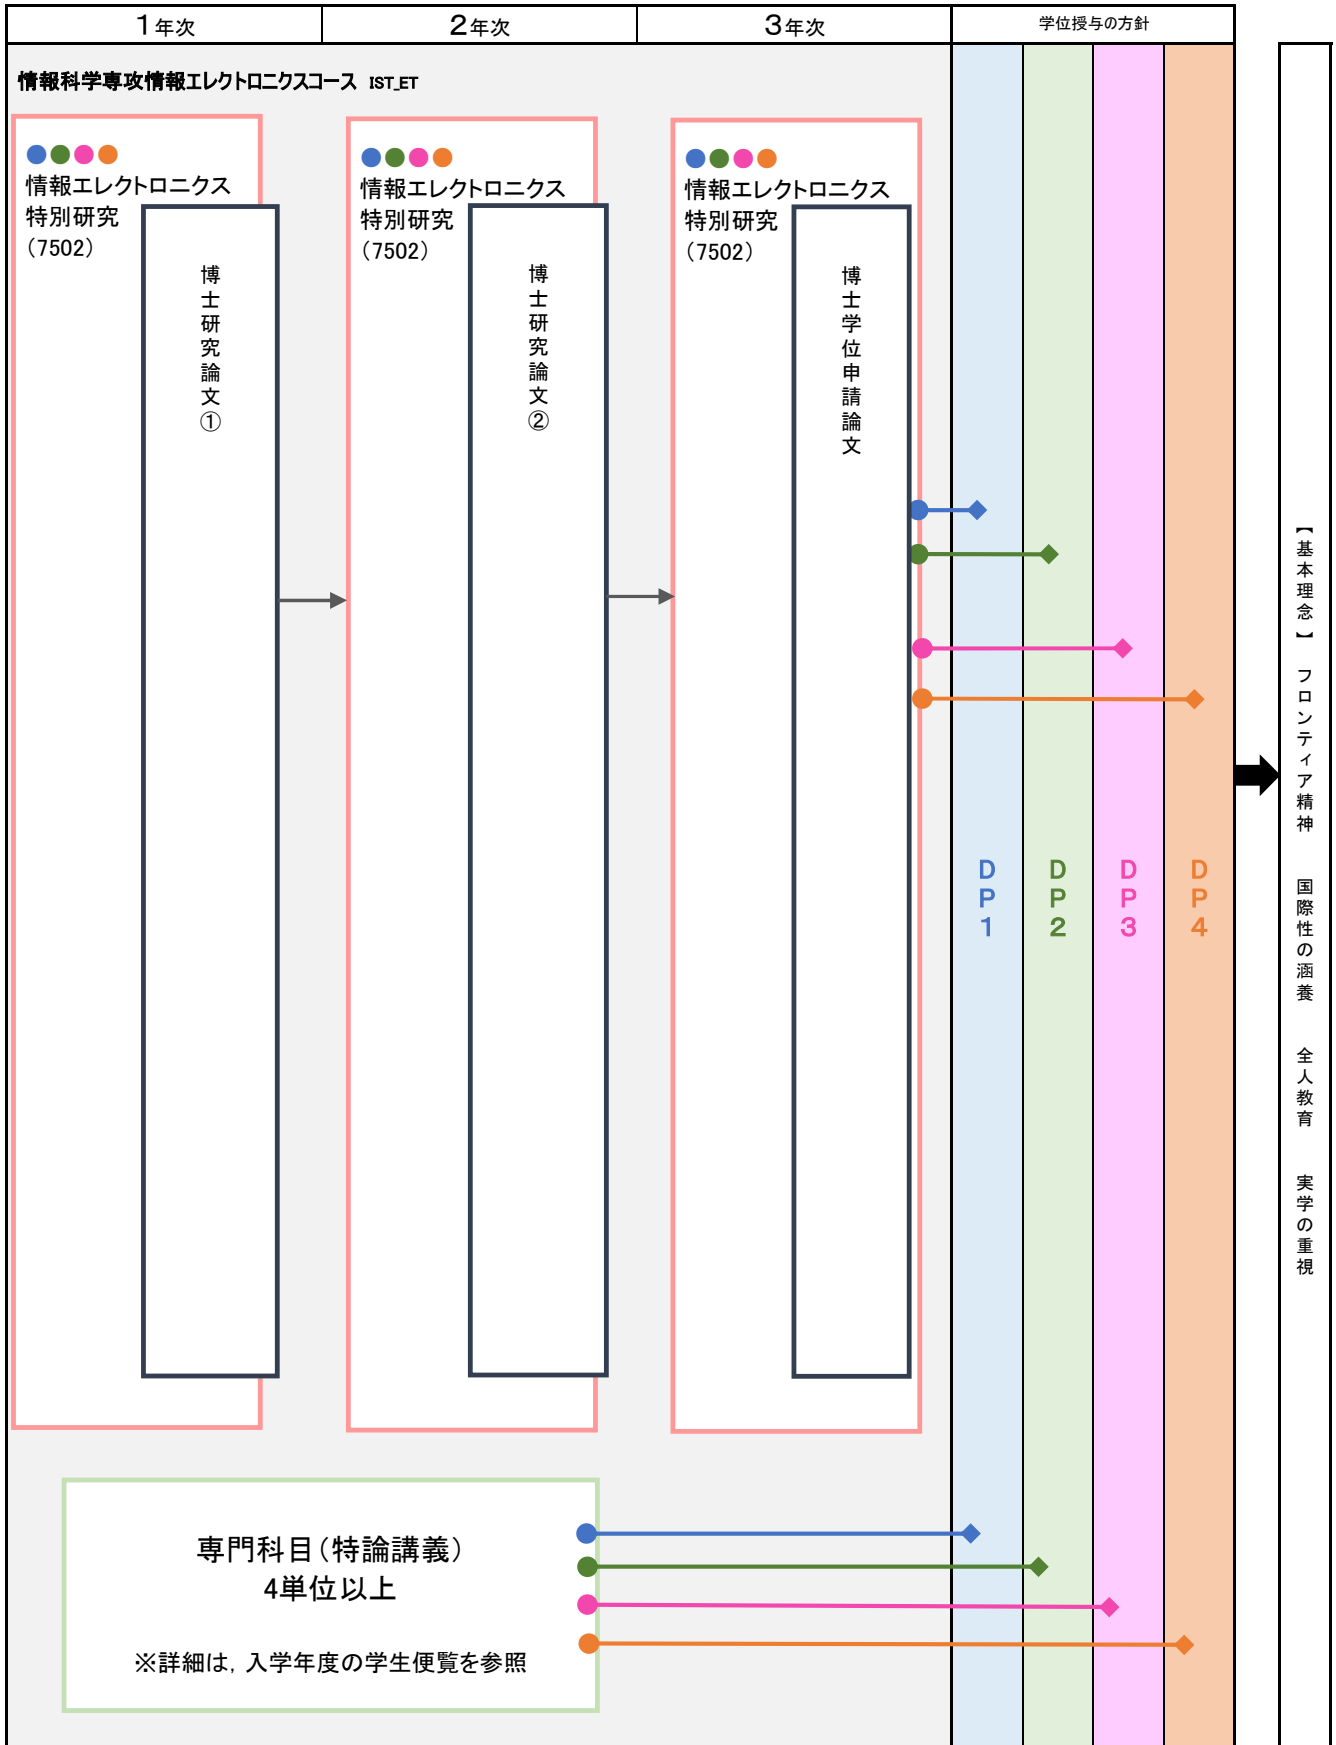 1年次
2年次
3年次
学位授与の方針
情報科学専攻情報エレクトロニクスコース IST_ET
情報エレクトロニクス
特別研究
(7502)
博士研究論文①
情報エレクトロニクス
特別研究
(7502)
博士研究論文②
情報エレクトロニクス
特別研究
(7502)
博士学位申請論文
DP1
DP2
DP3
DP4
【基本理念】 フロンティア精神 国際性の涵養 全人教育 実学の重視
専門科目(特論講義)
4単位以上
※詳細は，入学年度の学生便覧を参照